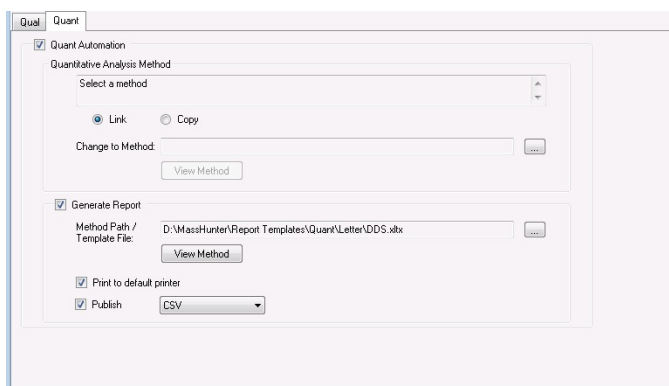 Qual Quant
Quant Automation
Quantitative Analysis Method
Select a method
Link Copy
Change to Method: ...
View Method
Generate Report
Method Path /
Template File:
D:\MassHunter\Report Templates\Quant\Letter\DDS.xltx ...
View Method
Print to default printer
Publish CSV